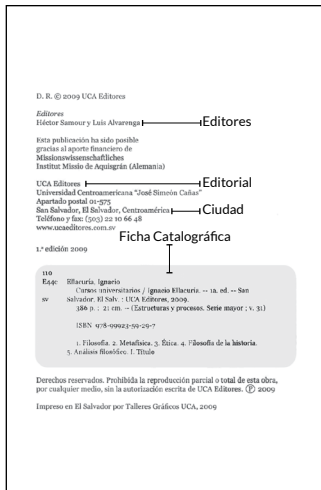 D. R. © 2009 UCA Editores
Editores
Héctor Samour y Luis Alvarenga Editores
Esta publicación ha sido posible
gracias al aporte financiero de
Missionswissenschaftliches
Institut Missio de Aquisgrán (Alemania)
UCA Editores Editorial
Universidad Centroamericana "José Simeón Cañas"
Apartado postal 01-575
San Salvador, El Salvador, Centroamérica Ciudad
Teléfono y fax: (503) 22 10 66 48
www.ucaeditores.com.sv
Ficha Catalográfica
1.ª edición 2009
110
E44c Ellacuría, Ignacio
Cursos universitarios / Ignacio Ellacuría. -- 1a. ed. -- San
sv Salvador, El Salv. : UCA Editores, 2009.
386 p. ; 21 cm. -- (Estructuras y procesos. Serie mayor ; v. 31)
ISBN 978-99923-59-29-7
1. Filosofía. 2. Metafísica. 3. Ética. 4. Filosofía de la historia.
5. Análisis filosófico. I. Título
Derechos reservados. Prohibida la reproducción parcial o total de esta obra,
por cualquier medio, sin la autorización escrita de UCA Editores. Ⓟ 2009
Impreso en El Salvador por Talleres Gráficos UCA, 2009